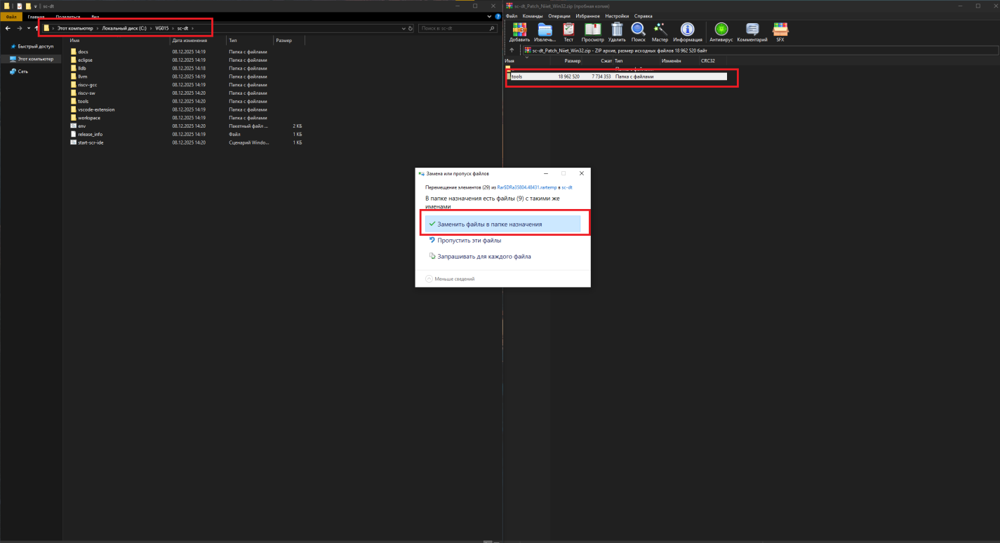 sc-dt
Файл Главная Поделиться Вид
Этот компьютер Локальный диск (C:) VG015 sc-dt
Поиск в: sc-dt
Быстрый доступ
Этот компьютер
Сеть
Имя Дата изменения Тип Размер
docs 08.12.2025 14:19 Папка с файлами
eclipse 08.12.2025 14:19 Папка с файлами
lldb 08.12.2025 14:18 Папка с файлами
llvm 08.12.2025 14:19 Папка с файлами
riscv-gcc 08.12.2025 14:19 Папка с файлами
riscv-sw 08.12.2025 14:20 Папка с файлами
tools 08.12.2025 14:20 Папка с файлами
vscode-extension 08.12.2025 14:19 Папка с файлами
workspace 08.12.2025 14:19 Папка с файлами
env 08.12.2025 14:20 Пакетный файл ... 2 КБ
release_info 08.12.2025 14:19 Файл 1 КБ
start-scr-ide 08.12.2025 14:20 Сценарий Windo... 1 КБ
sc-dt_Patch_Niiet_Win32.zip (пробная копия)
Файл Команды Операции Избранное Настройки Справка
Добавить Извлечь... Тест Просмотр Удалить Поиск Мастер Информация Антивирус Комментарий SFX
sc-dt_Patch_Niiet_Win32.zip - ZIP архив, размер исходных файлов 18 962 520 байт
Имя Размер Сжат Тип Изменён CRC32
Папка с файлами
tools 18 962 520 7 734 353 Папка с файлами
Замена или пропуск файлов
Перемещение элементов (29) из Rar$DRa35804.48431.rartemp в sc-dt
В папке назначения есть файлы (9) с такими же
именами
Заменить файлы в папке назначения
Пропустить эти файлы
Запрашивать для каждого файла
Меньше сведений